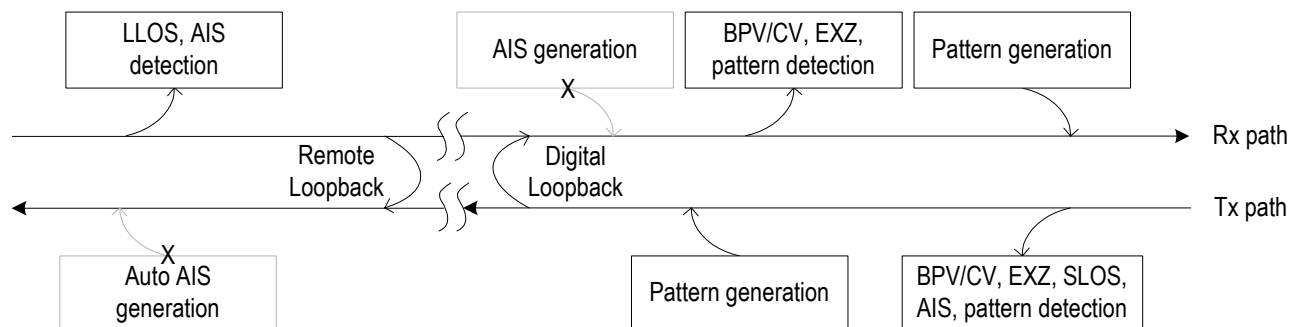 LLOS, AIS
detection
AIS generation
X
BPV/CV, EXZ,
pattern detection
Pattern generation
Rx path
Remote
Loopback
Digital
Loopback
Tx path
X
Auto AIS
generation
Pattern generation
BPV/CV, EXZ, SLOS,
AIS, pattern detection